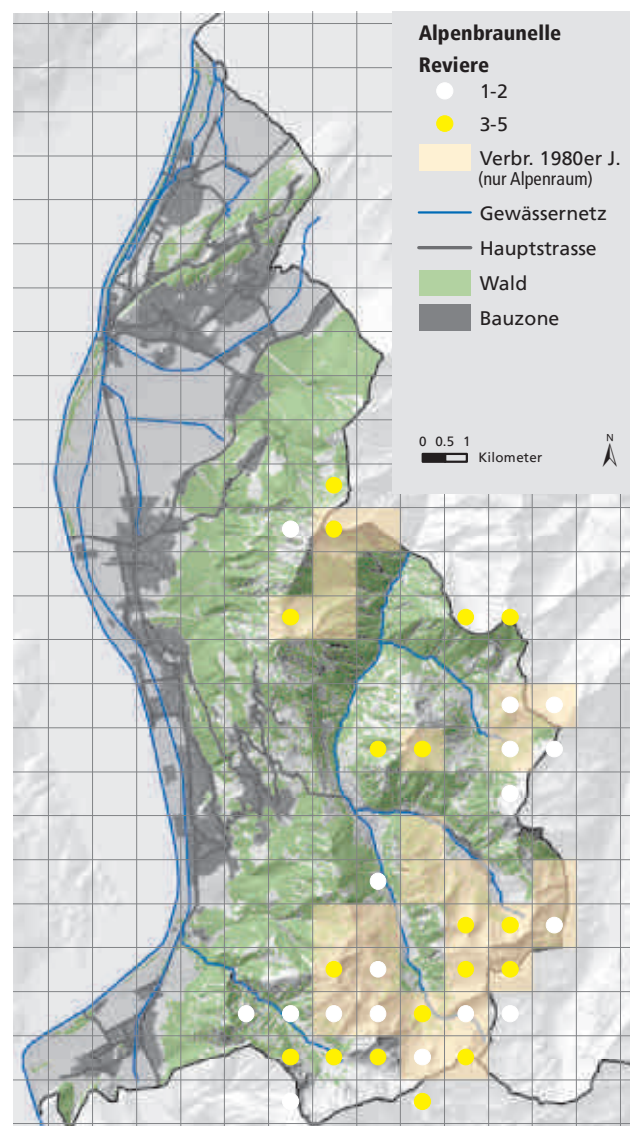 Alpenbraunelle
Reviere
1-2
3-5
Verbr. 1980er J.
(nur Alpenraum)
Gewässernetz
Hauptstrasse
Wald
Bauzone
0 0.5 1 Kilometer
N